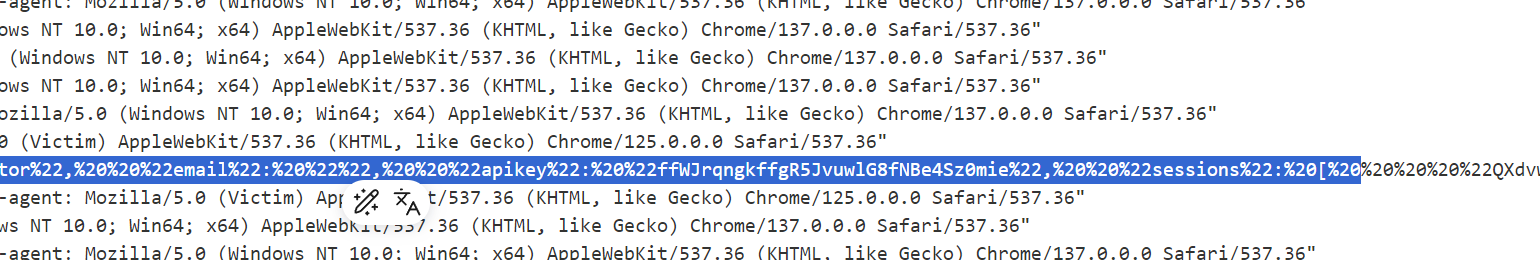 -agent: Mozilla/5.0 (Windows NT 10.0; Win64; x64) AppleWebKit/537.36 (KHTML, like Gecko) Chrome/137.0.0.0 Safari/537.36"
ows NT 10.0; Win64; x64) AppleWebKit/537.36 (KHTML, like Gecko) Chrome/137.0.0.0 Safari/537.36"
(Windows NT 10.0; Win64; x64) AppleWebKit/537.36 (KHTML, like Gecko) Chrome/137.0.0.0 Safari/537.36"
ows NT 10.0; Win64; x64) AppleWebKit/537.36 (KHTML, like Gecko) Chrome/137.0.0.0 Safari/537.36"
ozilla/5.0 (Windows NT 10.0; Win64; x64) AppleWebKit/537.36 (KHTML, like Gecko) Chrome/137.0.0.0 Safari/537.36"
0 (Victim) AppleWebKit/537.36 (KHTML, like Gecko) Chrome/125.0.0.0 Safari/537.36"
tor%22,%20%20%22email%22:%20%22%22,%20%20%22apikey%22:%20%22ffWJrqngkffgR5JvuwlG8fNBe4Sz0mie%22,%20%20%22sessions%22:%20[%20%20%20%20%22QXdvw
-agent: Mozilla/5.0 (Victim) App t/537.36 (KHTML, like Gecko) Chrome/125.0.0.0 Safari/537.36"
ws NT 10.0; Win64; x64) AppleWebKit/537.36 (KHTML, like Gecko) Chrome/137.0.0.0 Safari/537.36"
-agent: Mozilla/5.0 (Windows NT 10.0; Win64; x64) AppleWebKit/537.36 (KHTML, like Gecko) Chrome/137.0.0.0 Safari/537.36"